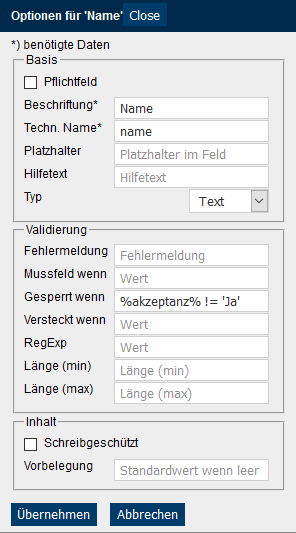 Optionen für 'Name' Close
*) benötigte Daten
Basis
Pflichtfeld
Beschriftung* Name
Techn. Name* name
Platzhalter Platzhalter im Feld
Hilfetext Hilfetext
Typ Text
Validierung
Fehlermeldung Fehlermeldung
Mussfeld wenn Wert
Gesperrt wenn %akzeptanz% != 'Ja'
Versteckt wenn Wert
RegExp Wert
Länge (min) Länge (min)
Länge (max) Länge (max)
Inhalt
Schreibgeschützt
Vorbelegung Standardwert wenn leer
Übernehmen Abbrechen